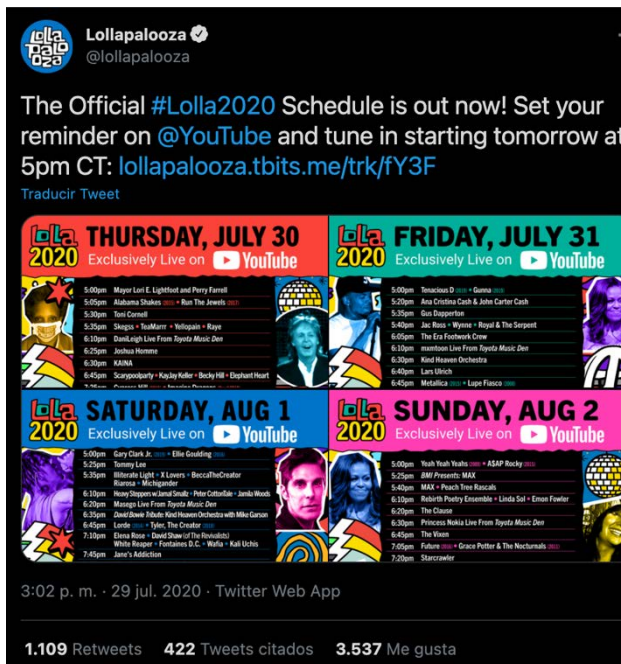 Lollapalooza
@lollapalooza
The Official #Lolla2020 Schedule is out now! Set your
reminder on @YouTube and tune in starting tomorrow at
5pm CT: lollapalooza.tbits.me/trk/fY3F
Traducir Tweet
Lolla 2020
THURSDAY, JULY 30
Exclusively Live on YouTube
5:00pm Mayor Lori E. Lightfoot and Perry Farrell
5:05pm Alabama Shakes (2015) • Run The Jewels (2017)
5:30pm Toni Cornell
5:35pm Skegss • TeaMarrr • Yellopain • Raye
6:10pm DaniLeigh Live From Toyota Music Den
6:25pm Joshua Homme
6:30pm KAINA
6:45pm Scarypoolparty • KayJay Keller • Becky Hill • Elephant Heart
Lolla 2020
FRIDAY, JULY 31
Exclusively Live on YouTube
5:00pm Tenacious D • Gunna
5:20pm Ana Cristina Cash & John Carter Cash
5:35pm Gus Dapperton
5:40pm Jac Ross • Wynne • Royal & The Serpent
6:05pm The Era Footwork Crew
6:10pm mxmtoon Live From Toyota Music Den
6:30pm Kind Heaven Orchestra
6:40pm Lars Ulrich
6:45pm Metallica • Lupe Fiasco
Lolla 2020
SATURDAY, AUG 1
Exclusively Live on YouTube
5:00pm Gary Clark Jr. • Ellie Goulding
5:25pm Tommy Lee
5:35pm Illiterate Light • X Lovers • BeccaTheCreator
Riarosa • Michigander
6:10pm Heavy Steppers w/Jamal Smallz • Peter CottonTale • Jamila Woods
6:20pm Masego Live From Toyota Music Den
6:35pm David Bowie Tribute: Kind Heaven Orchestra with Mike Garson
6:45pm Lorde • Tyler, The Creator
7:10pm Elena Rose • David Shaw (of The Revivalists)
White Reaper • Fontaines D.C. • Wafia • Kali Uchis
7:45pm Jane's Addiction
Lolla 2020
SUNDAY, AUG 2
Exclusively Live on YouTube
5:00pm Yeah Yeah Yeahs • A$AP Rocky
5:25pm BMI Presents: MAX
5:40pm MAX • Peach Tree Rascals
6:10pm Rebirth Poetry Ensemble • Linda Sol • Emon Fowler
6:20pm The Clause
6:30pm Princess Nokia Live From Toyota Music Den
6:45pm The Vixen
7:05pm Future • Grace Potter & The Nocturnals
7:20pm Starcrawler
3:02 p. m. · 29 jul. 2020 · Twitter Web App
1.109 Retweets 422 Tweets citados 3.537 Me gusta